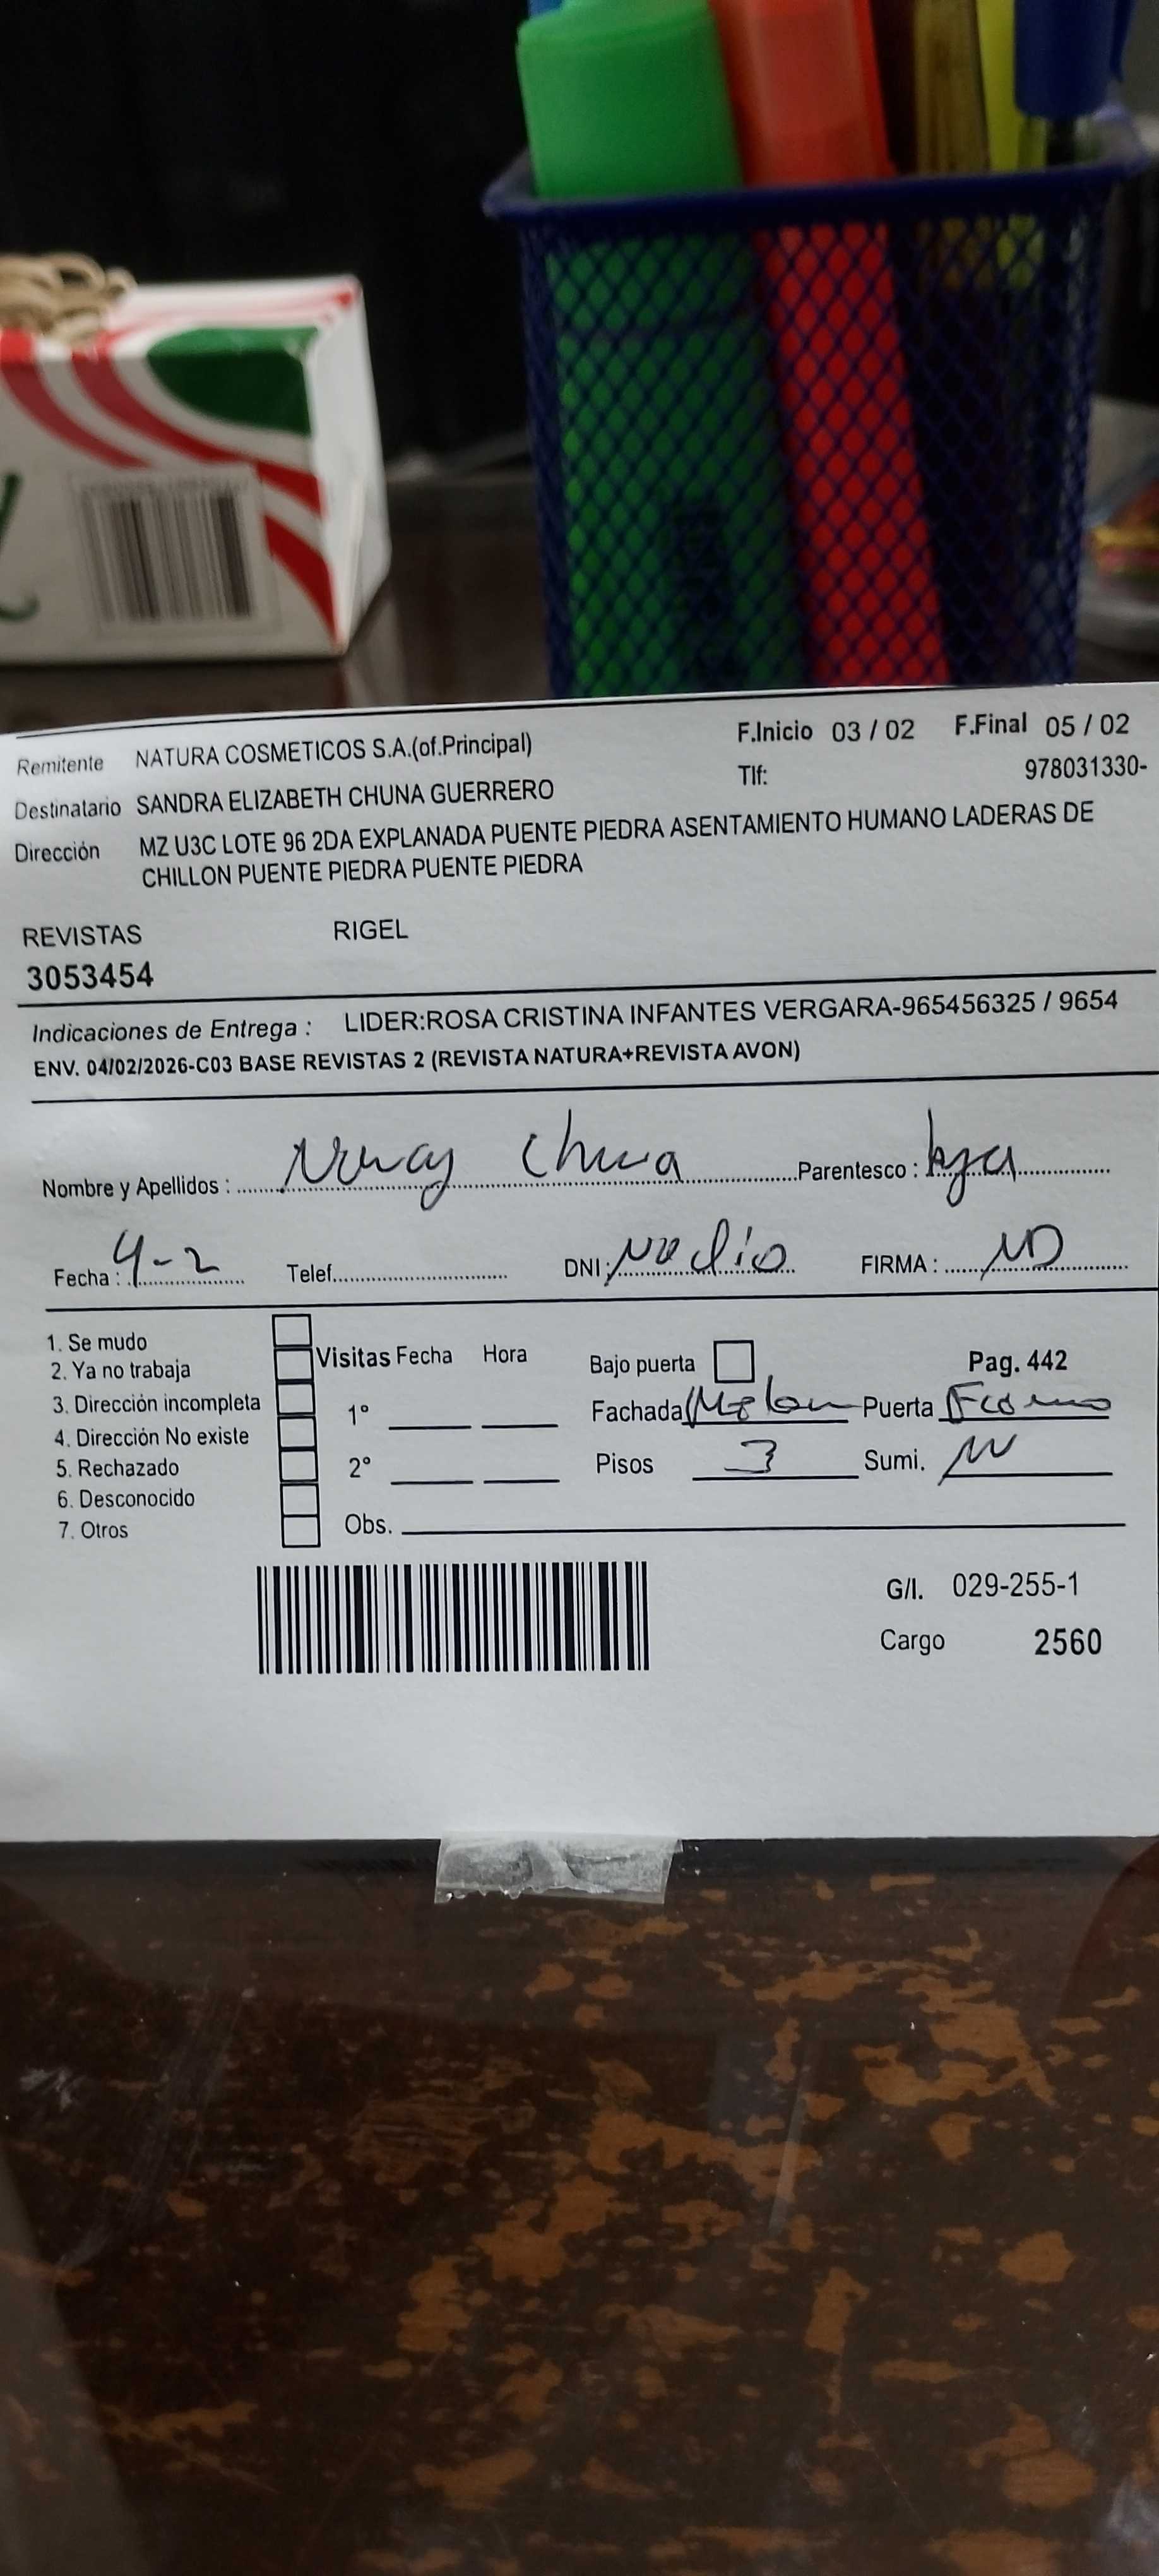 Remitente NATURA COSMETICOS S.A.(of.Principal) F.Inicio 03 / 02 F.Final 05 / 02
Tlf: 978031330-
Destinatario SANDRA ELIZABETH CHUNA GUERRERO
Dirección MZ U3C LOTE 96 2DA EXPLANADA PUENTE PIEDRA ASENTAMIENTO HUMANO LADERAS DE
CHILLON PUENTE PIEDRA PUENTE PIEDRA
REVISTAS RIGEL
3053454
Indicaciones de Entrega : LIDER:ROSA CRISTINA INFANTES VERGARA-965456325 / 9654
ENV. 04/02/2026-C03 BASE REVISTAS 2 (REVISTA NATURA+REVISTA AVON)
Nombre y Apellidos : Chuna Parentesco : hija
Fecha : 4-2 Telef. DNI: No dio FIRMA : ND
1. Se mudo
2. Ya no trabaja
3. Dirección incompleta
4. Dirección No existe
5. Rechazado
6. Desconocido
7. Otros
Visitas Fecha Hora Bajo puerta Pag. 442
1° Fachada Melon Puerta
2° Pisos 3 Sumi.
Obs.
G/I. 029-255-1
Cargo 2560